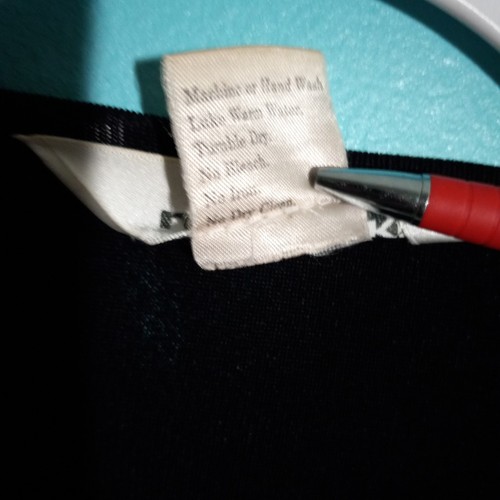 Machine or Hand Wash
Luke Warm Water.
Tumble Dry.
No Bleach.
No Iron.
No Dry Clean.
K